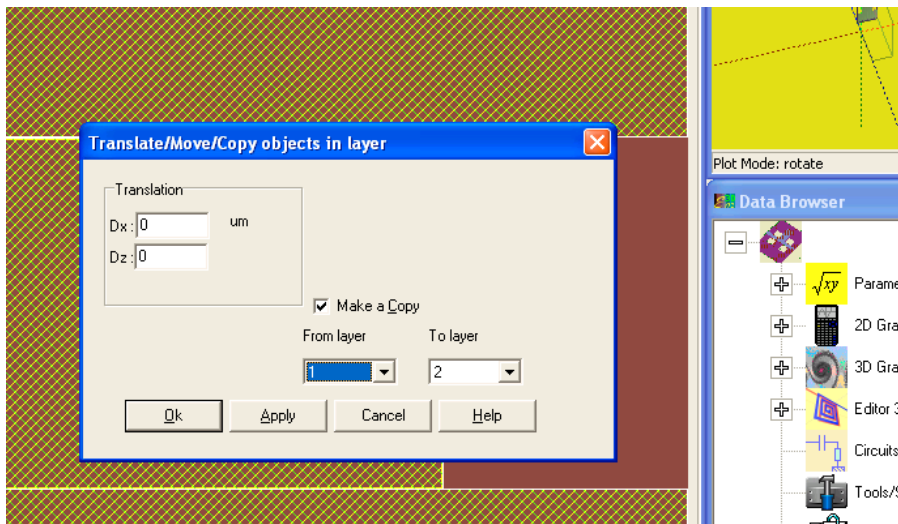 Translate/Move/Copy objects in layer
Translation
Dx: 0 um
Dz: 0
Make a Copy
From layer To layer
1 2
Ok Apply Cancel Help
Plot Mode: rotate
Data Browser
√xy Parame
2D Gra
3D Gra
Editor 3
Circuits
Tools/S